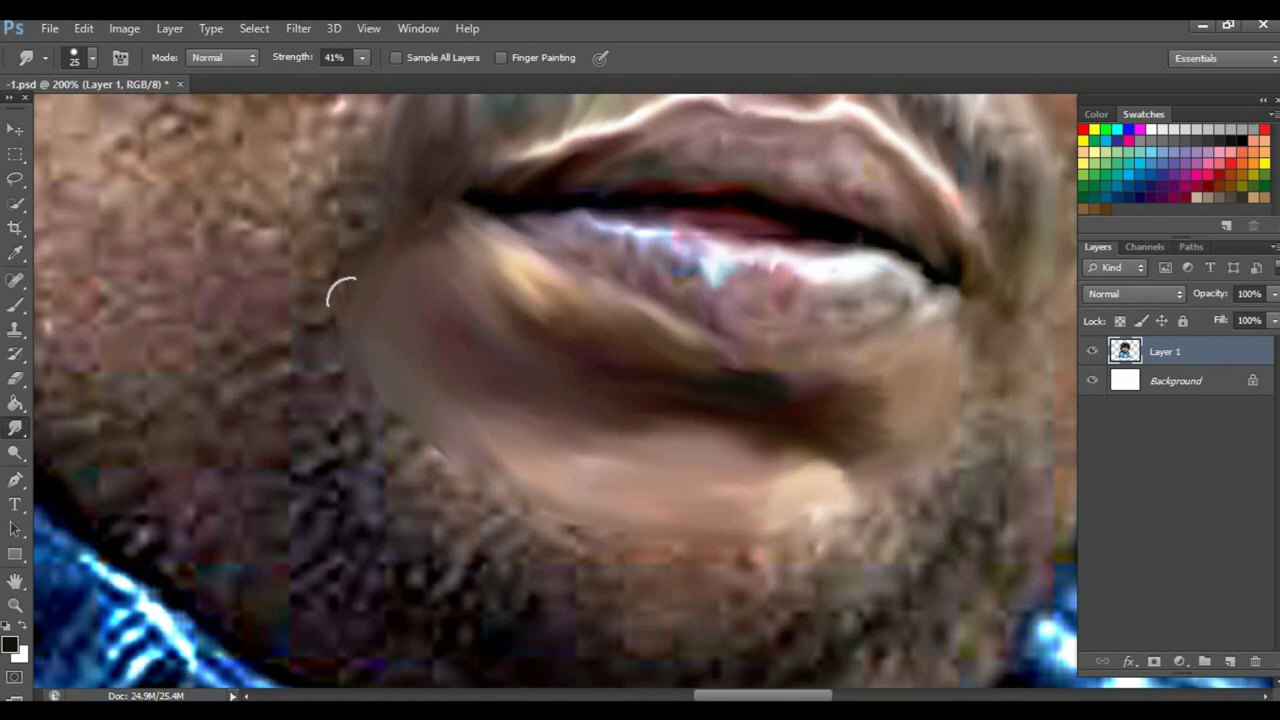 Ps File Edit Image Layer Type Select Filter 3D View Window Help
25 Mode: Normal Strength: 41% Sample All Layers Finger Painting Essentials
-1.psd @ 200% (Layer 1, RGB/8) * ×
Color Swatches
Layers Channels Paths
Kind
Normal Opacity: 100%
Lock: Fill: 100%
Layer 1
Background
fx
Doc: 24.9M/25.4M